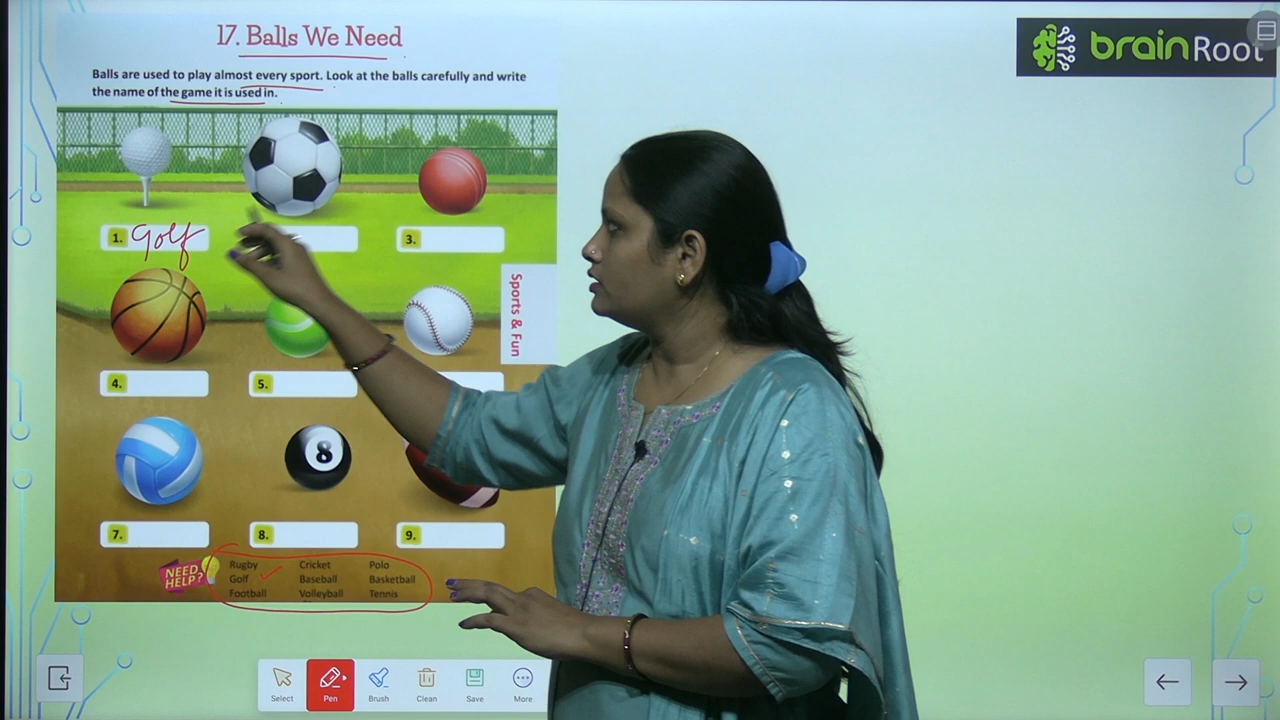 17. Balls We Need
brainRoot
Balls are used to play almost every sport. Look at the balls carefully and write
the name of the game it is used in.
1. Golf
3.
Sports & Fun
4.
5.
8
7.
8.
9.
NEED HELP?
Rugby Cricket Polo
Golf Baseball Basketball
Football Volleyball Tennis
Select Pen Brush Clean Save More